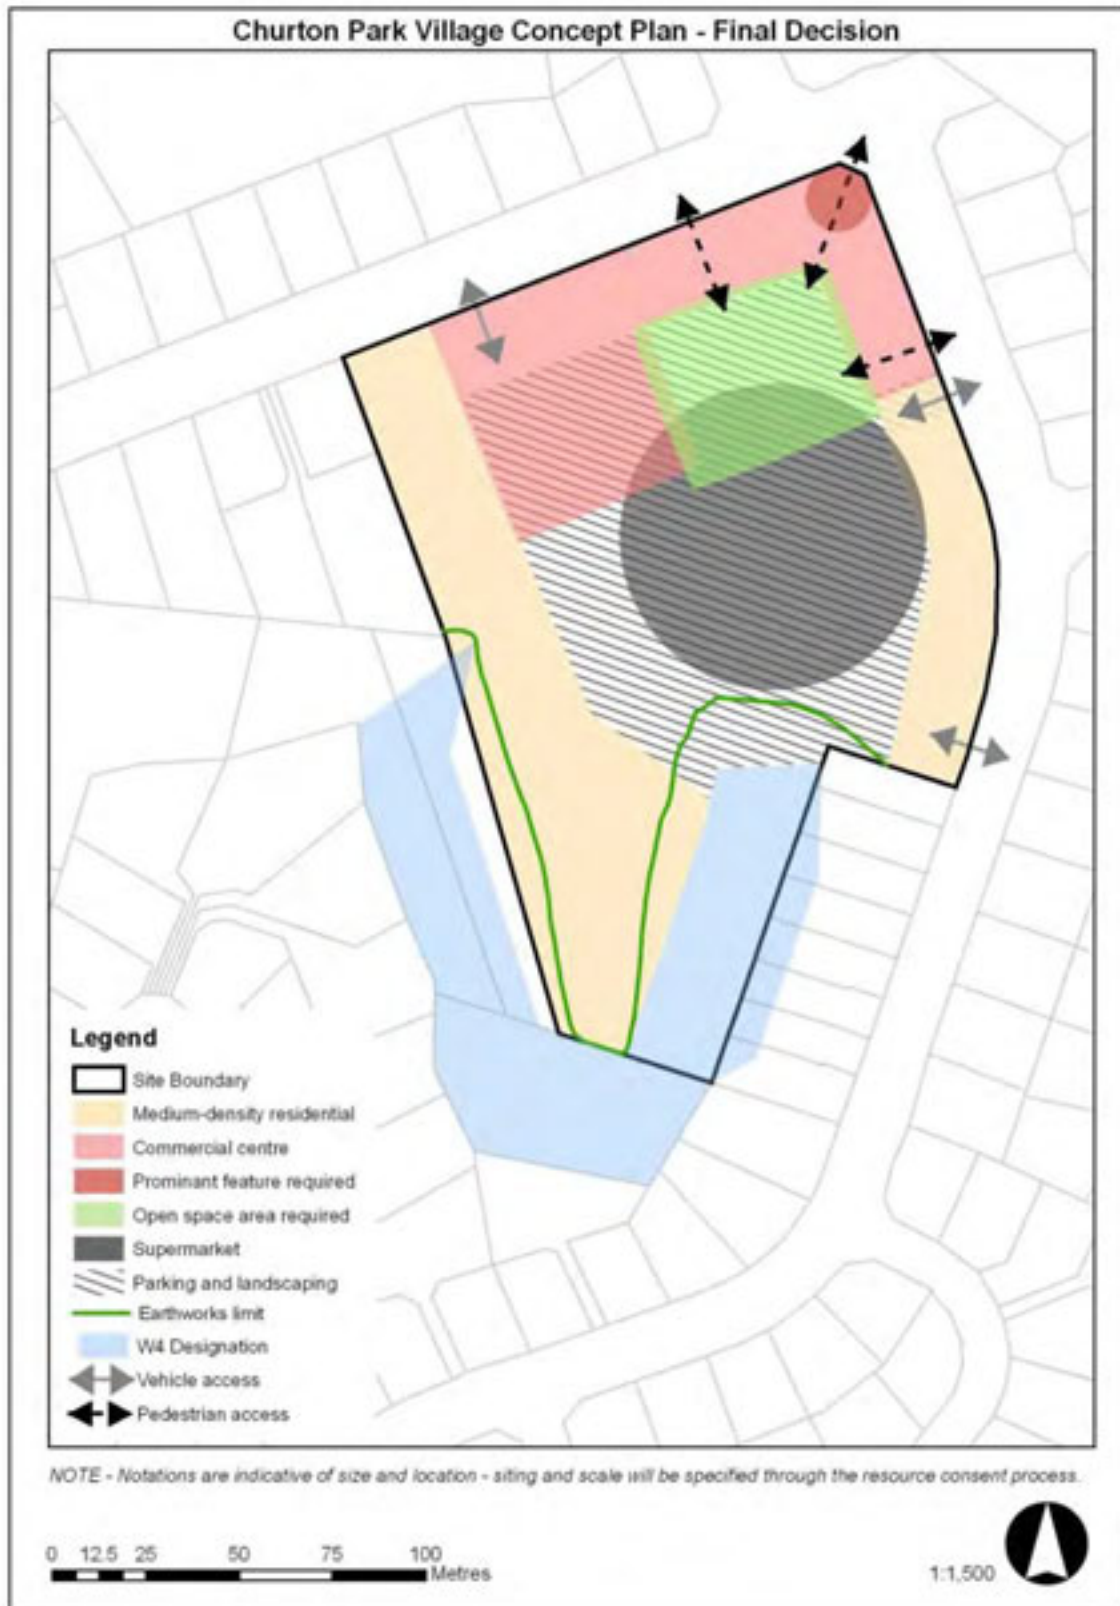 Churton Park Village Concept Plan - Final Decision
Legend
Site Boundary
Medium-density residential
Commercial centre
Prominant feature required
Open space area required
Supermarket
Parking and landscaping
Earthworks limit
W4 Designation
Vehicle access
Pedestrian access
NOTE - Notations are indicative of size and location - siting and scale will be specified through the resource consent process.
0 12.5 25 50 75 100
Metres
1:1,500